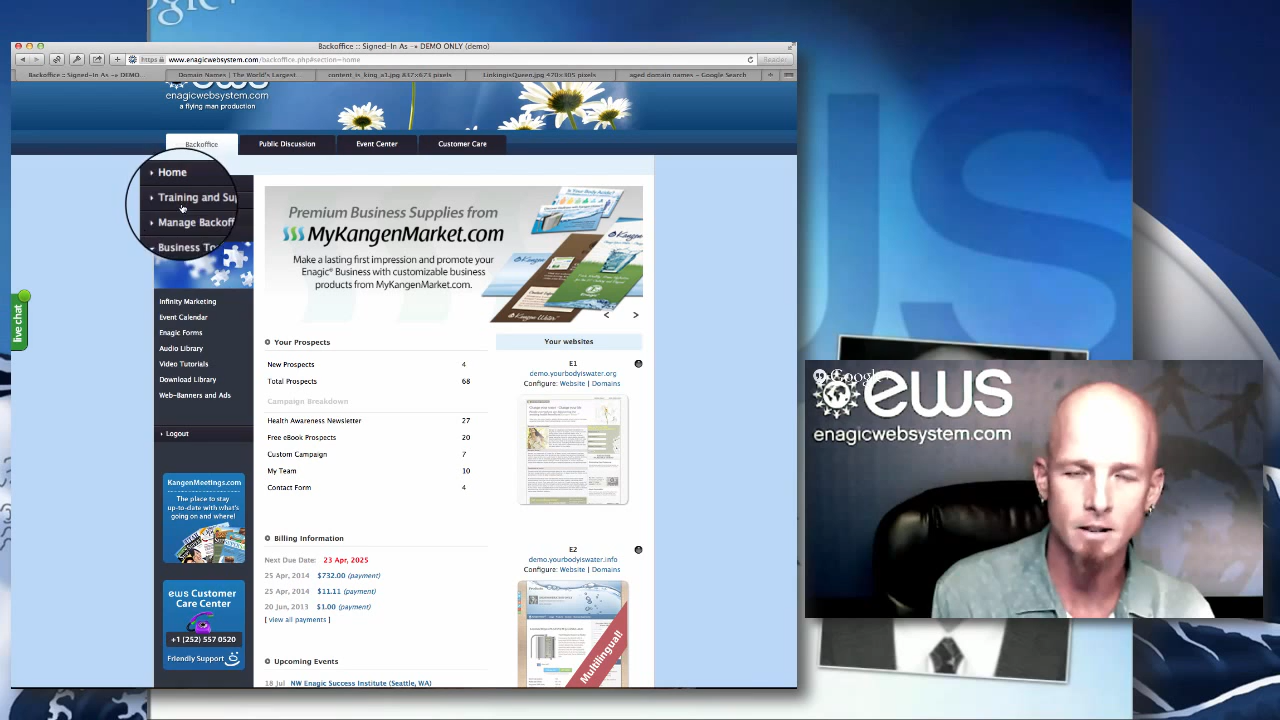 Backoffice :: Signed-In As -» DEMO ONLY (demo)
https www.enagicwebsystem.com/backoffice.php#section=home
Reader
Backoffice :: Signed-In As -» DEMO...
Domain Names | The World's Largest...
content_is_king_a1.jpg 837×673 pixels
LinkingisQueen.jpg 479×305 pixels
aged domain names - Google Search
ews
enagicwebsystem.com
a flying man production
Backoffice
Public Discussion
Event Center
Customer Care
Home
Training and Sup
Manage Backoff
Business To
Infinity Marketing
Event Calendar
Enagic Forms
Audio Library
Video Tutorials
Download Library
Web-Banners and Ads
Logout
live chat
KangenMeetings.com
The place to stay
up-to-date with what's
going on and where!
ews Customer
Care Center
+1 (252) 557 0520
Friendly Support
Premium Business Supplies from
MyKangenMarket.com
Make a lasting first impression and promote your
Enagic® Business with customizable business
products from MyKangenMarket.com.
Your Prospects
New Prospects 4
Total Prospects 68
Campaign Breakdown
Health Awareness Newsletter 27
Free eBook Prospects 20
Custom Campaign 7
My Team 10
Contact Form 4
Billing Information
Next Due Date: 23 Apr, 2025
25 Apr, 2014 $732.00 (payment)
25 Apr, 2014 $11.11 (payment)
20 Jun, 2013 $1.00 (payment)
[ view all payments ]
Upcoming Events
18 Jul NW Enagic Success Institute (Seattle, WA)
Your websites
E1
demo.yourbodyiswater.org
Configure: Website | Domains
E2
demo.yourbodyiswater.info
Configure: Website | Domains
Multilingual!
Google
ews
enagicwebsystem.com